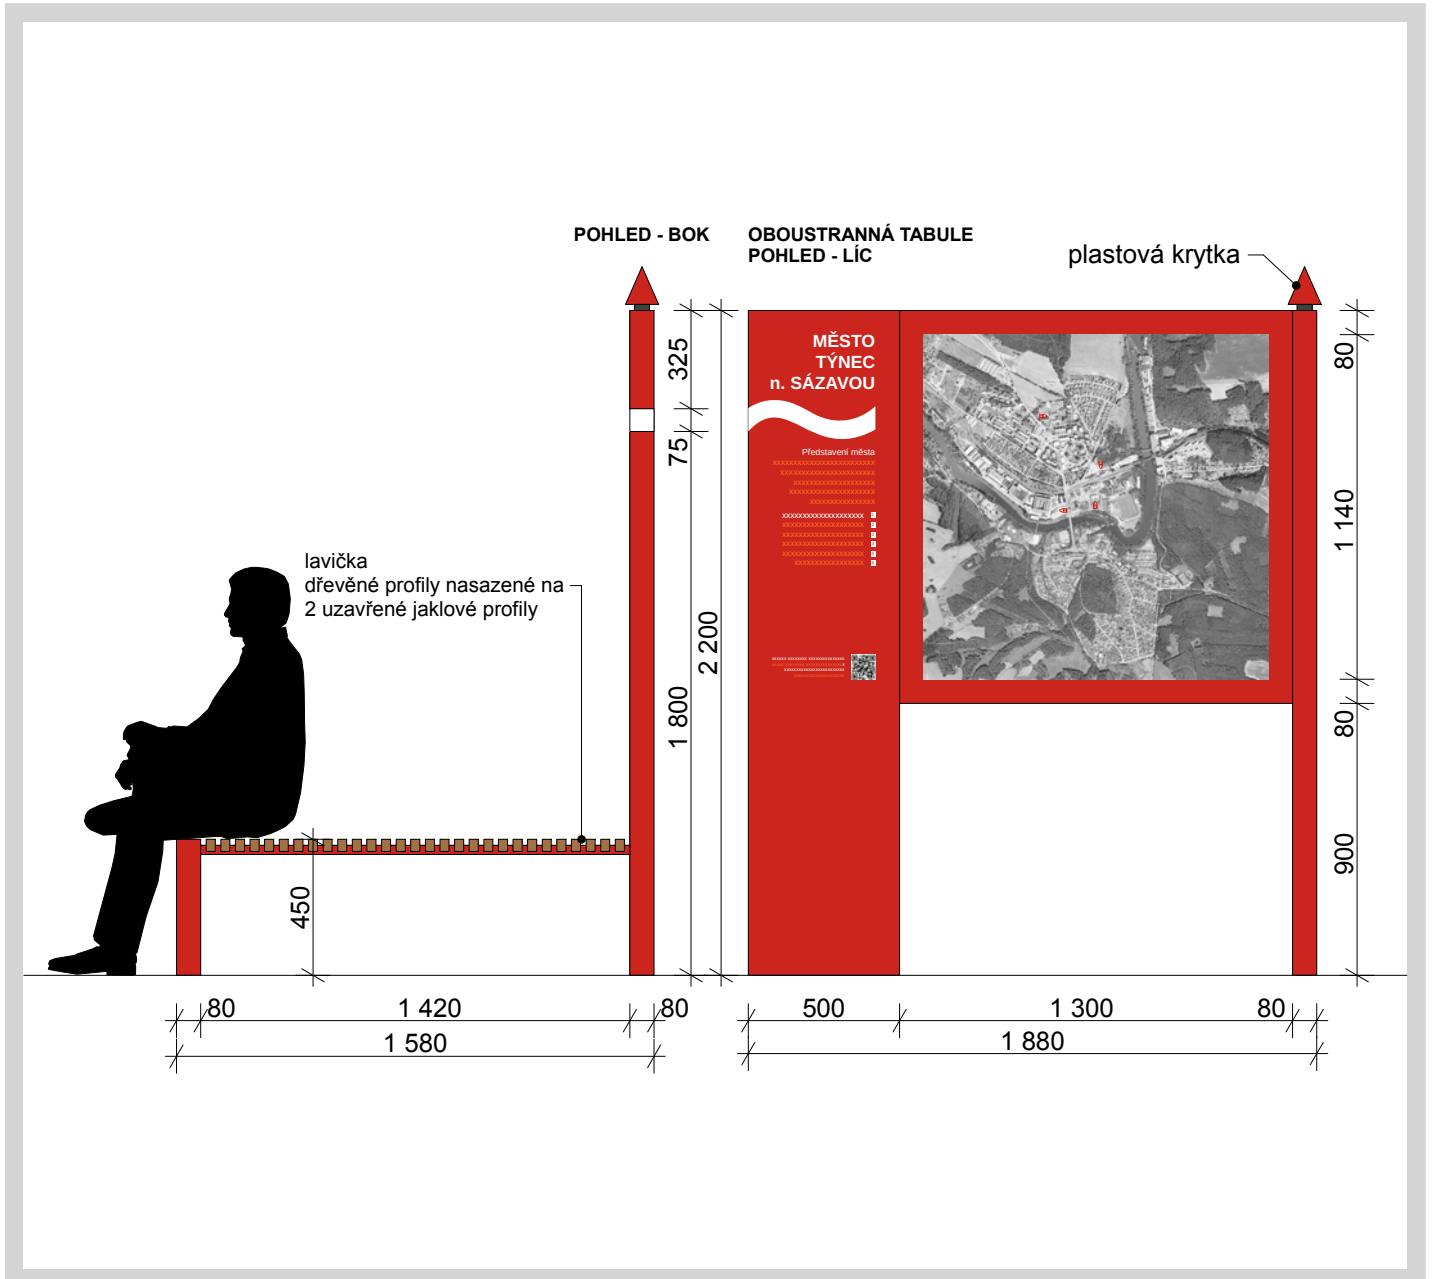 POHLED - BOK
OBOUSTRANNÁ TABULE
POHLED - LÍC
plastová krytka
MĚSTO
TÝNEC
n. SÁZAVOU
Představení města
xxxxxxxxxxxxxxxxxxxx
lavička
dřevěné profily nasazené na
2 uzavřené jaklové profily
325
75
1 800
2 200
450
80
1 140
80
900
80
1 420
80
1 580
500
1 300
80
1 880